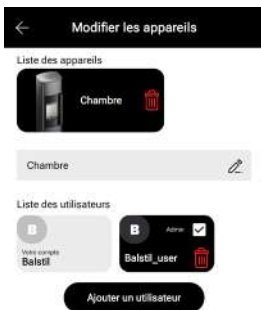 Modifier les appareils
Liste des appareils
Chambre
Chambre
Liste des utilisateurs
B
Votre compte
Balstil
B
Admin
Balstil_user
Ajouter un utilisateur